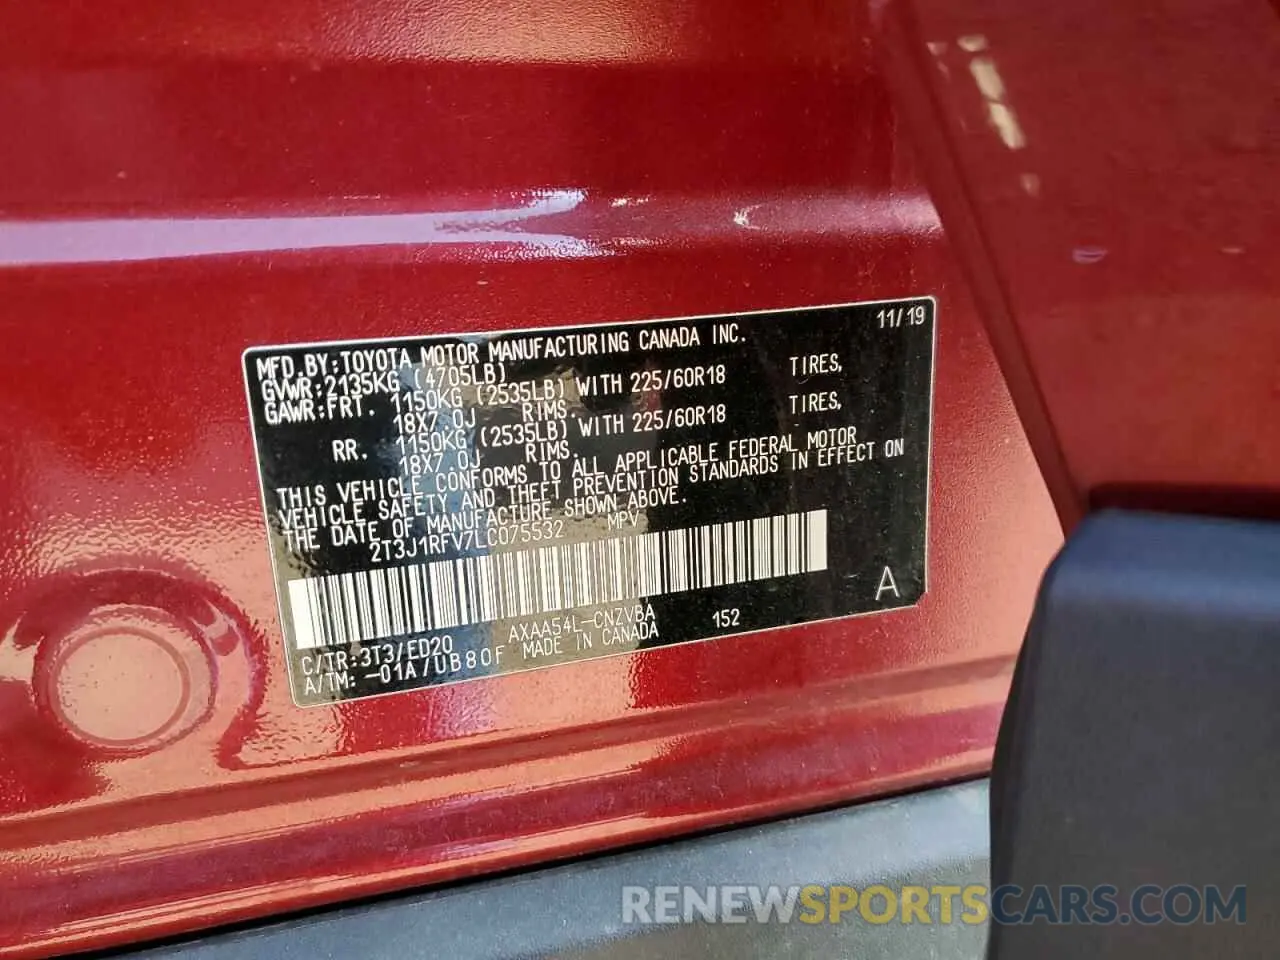 11/19
MFD.BY:TOYOTA MOTOR MANUFACTURING CANADA INC.
GVWR:2135KG (4705LB)
GAWR:FRT. 1150KG (2535LB) WITH 225/60R18 TIRES,
18X7.0J RIMS.
RR. 1150KG (2535LB) WITH 225/60R18 TIRES,
18X7.0J RIMS.
THIS VEHICLE CONFORMS TO ALL APPLICABLE FEDERAL MOTOR
VEHICLE SAFETY AND THEFT PREVENTION STANDARDS IN EFFECT ON
THE DATE OF MANUFACTURE SHOWN ABOVE.
2T3J1RFV7LC075532 MPV
A
C/TR:3T3/ED20 AXAA54L-CNZVBA 152
A/TM: -01A/UB80F MADE IN CANADA
RENEWSPORTSCARS.COM